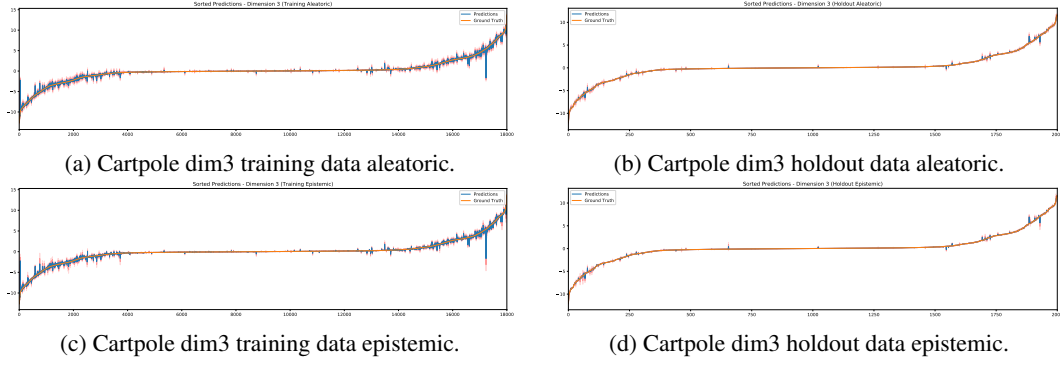 Sorted Predictions - Dimension 3 (Training Aleatoric)
15
10
5
0
−5
−10
0 2000 4000 6000 8000 10000 12000 14000 16000 18000
Predictions
Ground Truth
(a) Cartpole dim3 training data aleatoric.
Sorted Predictions - Dimension 3 (Holdout Aleatoric)
10
5
0
−5
−10
0 250 500 750 1000 1250 1500 1750 200
Predictions
Ground Truth
(b) Cartpole dim3 holdout data aleatoric.
Sorted Predictions - Dimension 3 (Training Epistemic)
15
10
5
0
−5
−10
0 2000 4000 6000 8000 10000 12000 14000 16000 18000
Predictions
Ground Truth
(c) Cartpole dim3 training data epistemic.
Sorted Predictions - Dimension 3 (Holdout Epistemic)
10
5
0
−5
−10
0 250 500 750 1000 1250 1500 1750 200
Predictions
Ground Truth
(d) Cartpole dim3 holdout data epistemic.